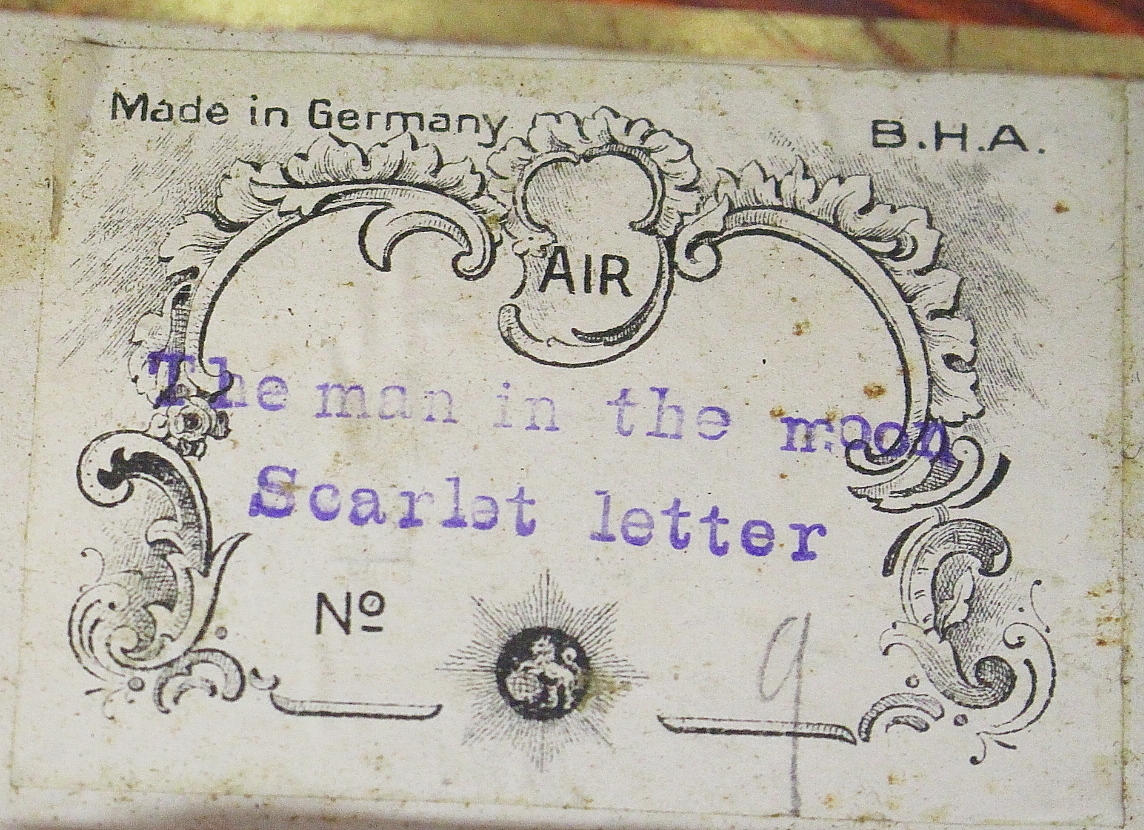 Made in Germany B.H.A.
AIR
The man in the moon
Scarlet letter
Nº 9